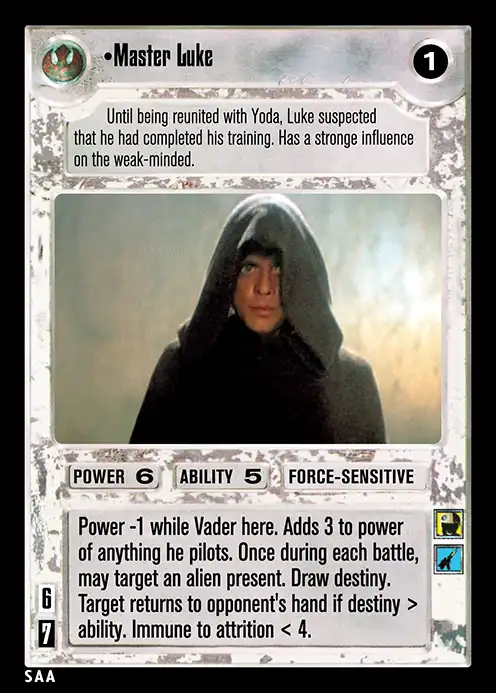 •Master Luke
1
Until being reunited with Yoda, Luke suspected
that he had completed his training. Has a stronge influence
on the weak-minded.
POWER 6 ABILITY 5 FORCE-SENSITIVE
Power -1 while Vader here. Adds 3 to power
of anything he pilots. Once during each battle,
may target an alien present. Draw destiny.
Target returns to opponent's hand if destiny >
ability. Immune to attrition < 4.
6
7
SAA